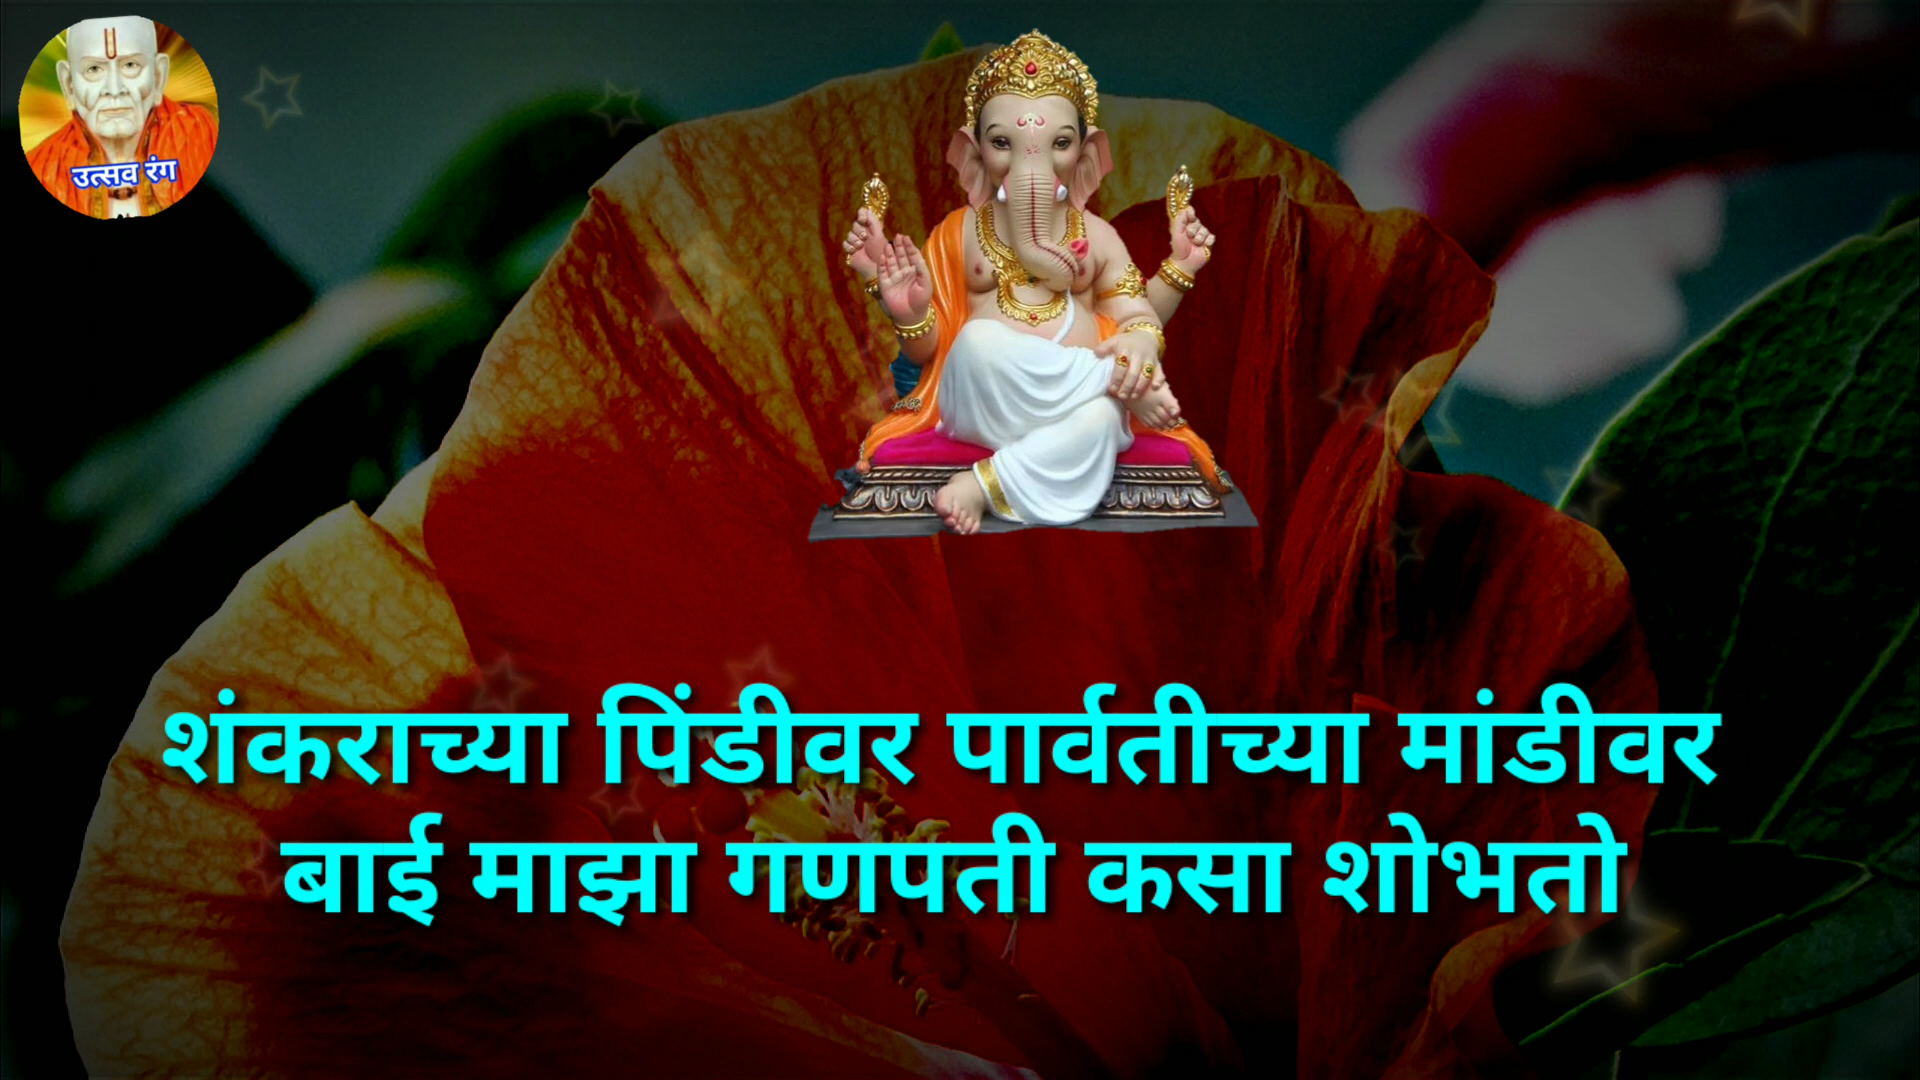 उत्सव रंग
शंकराच्या पिंडीवर पार्वतीच्या मांडीवर
बाई माझा गणपती कसा शोभतो